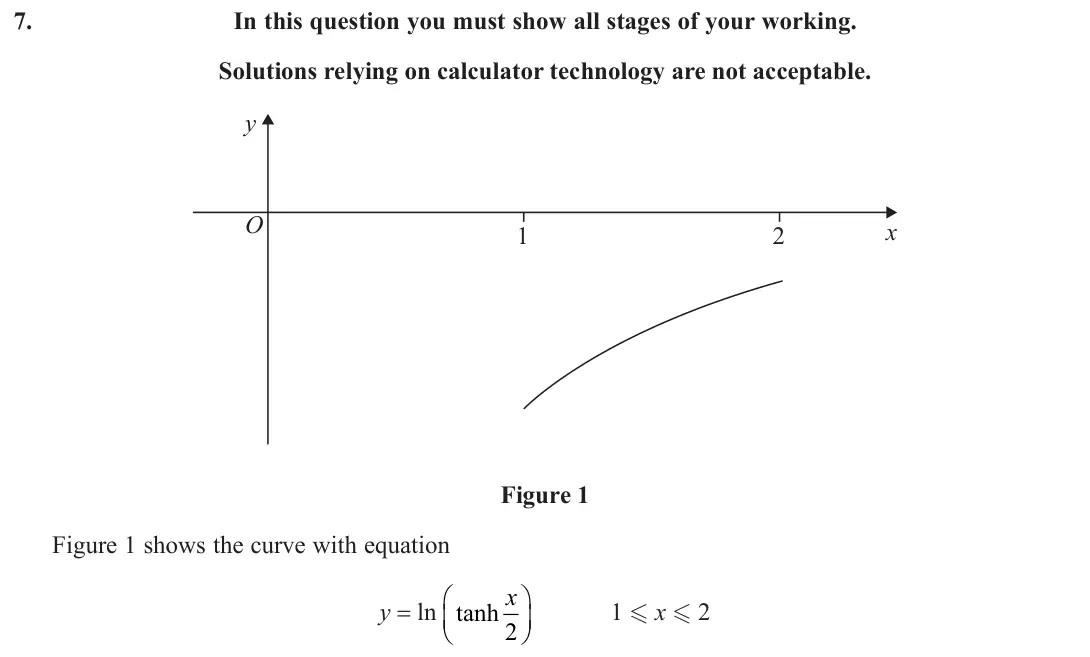 7. In this question you must show all stages of your working.
Solutions relying on calculator technology are not acceptable.
y
O 1 2 x
Figure 1
Figure 1 shows the curve with equation
y = ln(tanh x/2) 1 ⩽ x ⩽ 2